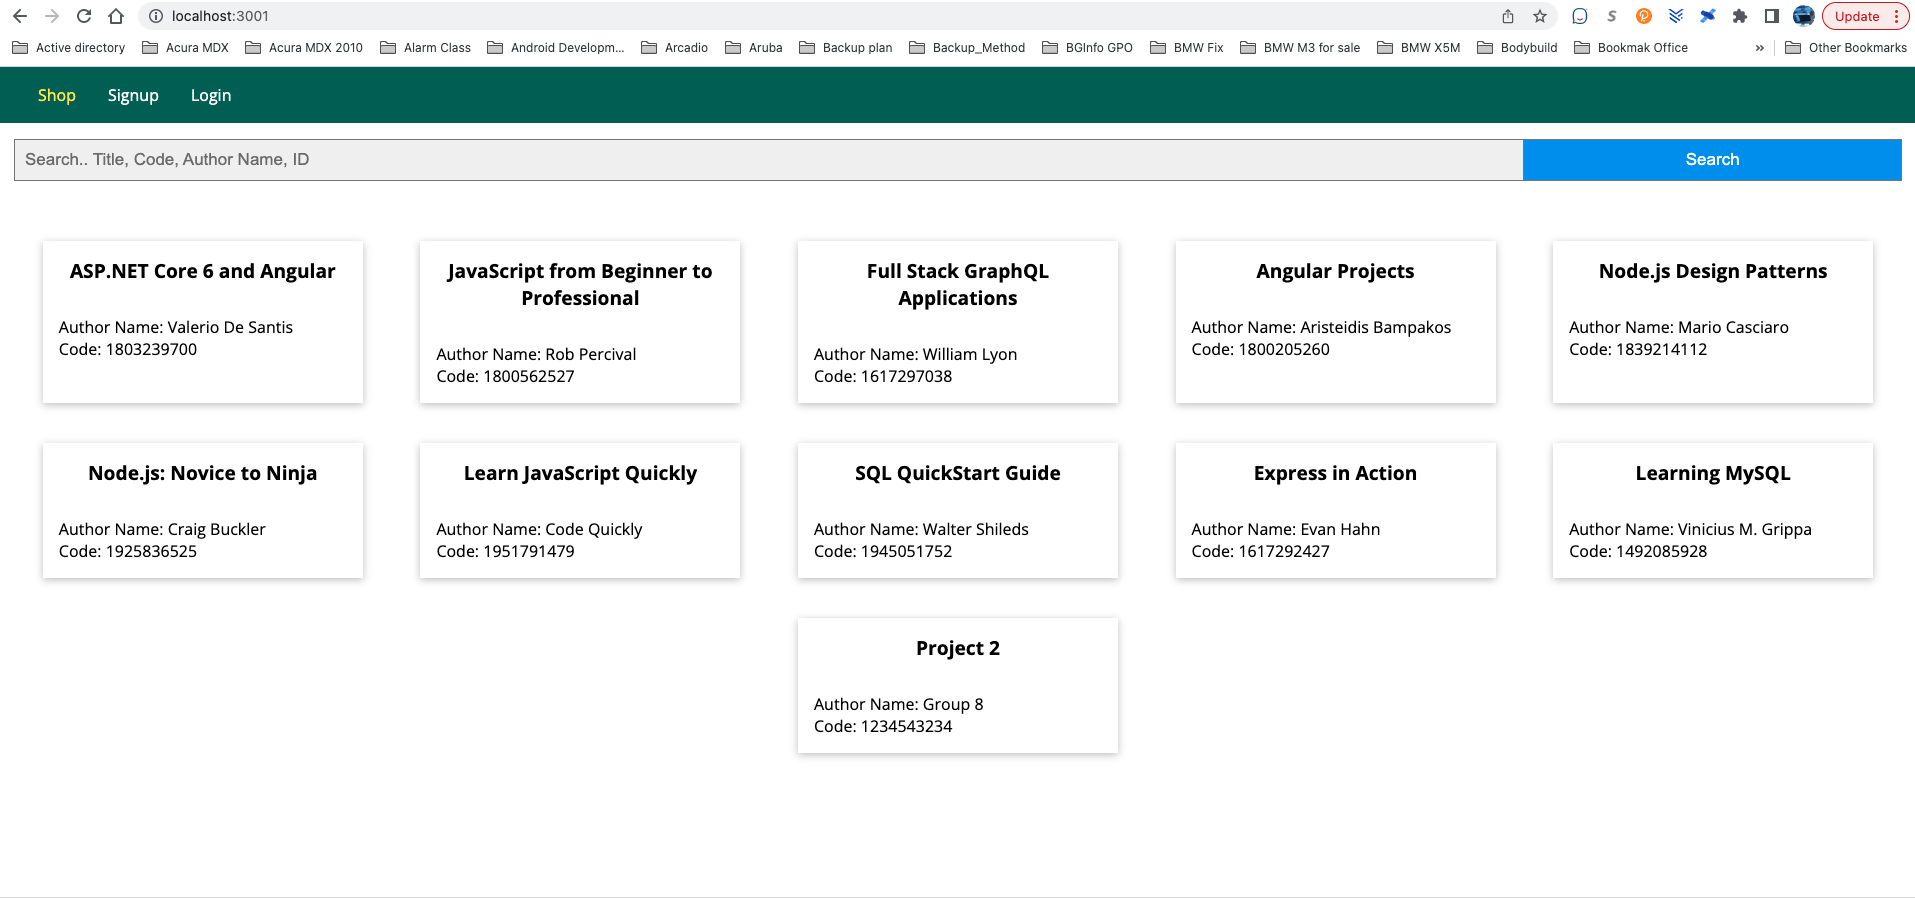 localhost:3001
Update
Active directory
Acura MDX
Acura MDX 2010
Alarm Class
Android Developm...
Arcadio
Aruba
Backup plan
Backup_Method
BGInfo GPO
BMW Fix
BMW M3 for sale
BMW X5M
Bodybuild
Bookmak Office
»
Other Bookmarks
Shop
Signup
Login
Search.. Title, Code, Author Name, ID
Search
ASP.NET Core 6 and Angular
Author Name: Valerio De Santis
Code: 1803239700
JavaScript from Beginner to
Professional
Author Name: Rob Percival
Code: 1800562527
Full Stack GraphQL
Applications
Author Name: William Lyon
Code: 1617297038
Angular Projects
Author Name: Aristeidis Bampakos
Code: 1800205260
Node.js Design Patterns
Author Name: Mario Casciaro
Code: 1839214112
Node.js: Novice to Ninja
Author Name: Craig Buckler
Code: 1925836525
Learn JavaScript Quickly
Author Name: Code Quickly
Code: 1951791479
SQL QuickStart Guide
Author Name: Walter Shileds
Code: 1945051752
Express in Action
Author Name: Evan Hahn
Code: 1617292427
Learning MySQL
Author Name: Vinicius M. Grippa
Code: 1492085928
Project 2
Author Name: Group 8
Code: 1234543234